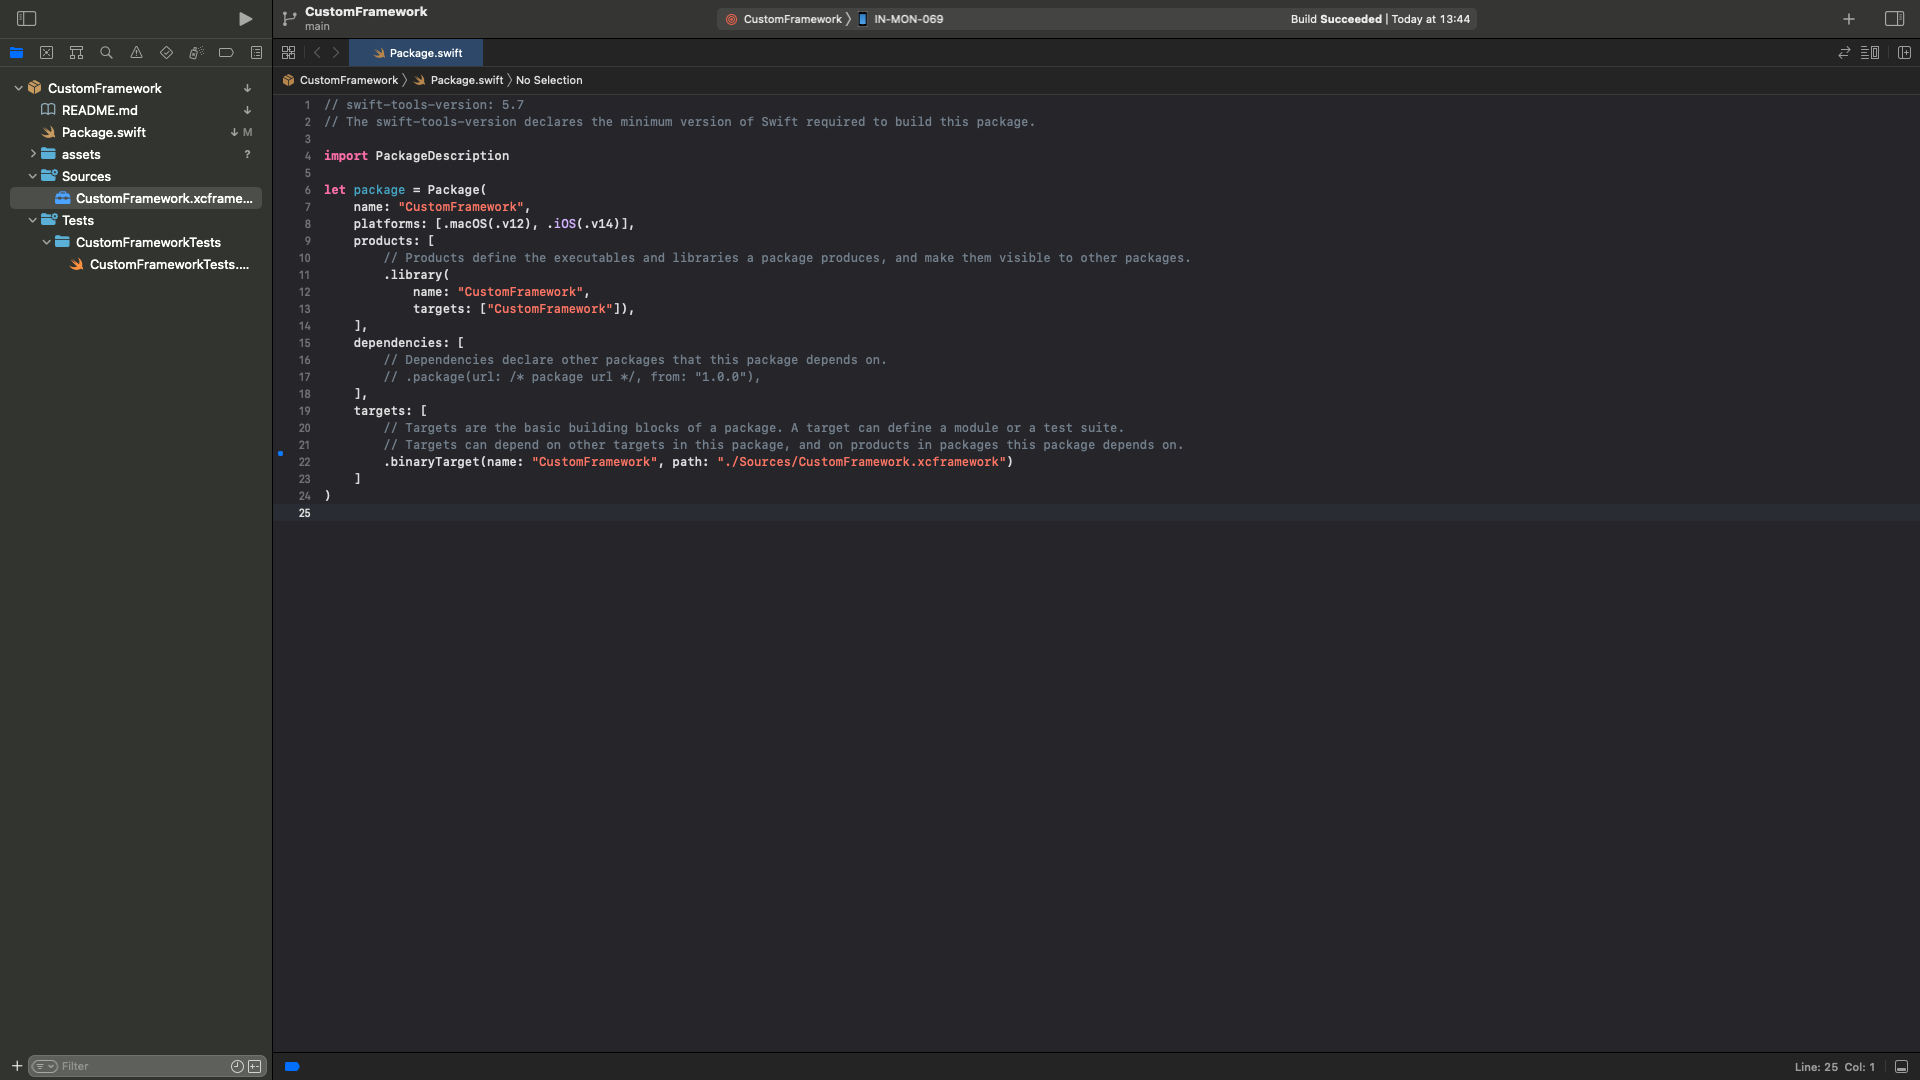 CustomFramework
main
CustomFramework 〉 IN-MON-069
Build Succeeded | Today at 13:44
Package.swift
CustomFramework 〉 Package.swift 〉 No Selection
CustomFramework
README.md
Package.swift M
assets ?
Sources
CustomFramework.xcframe...
Tests
CustomFrameworkTests
CustomFrameworkTests....
1 // swift-tools-version: 5.7
2 // The swift-tools-version declares the minimum version of Swift required to build this package.
3
4 import PackageDescription
5
6 let package = Package(
7     name: "CustomFramework",
8     platforms: [.macOS(.v12), .iOS(.v14)],
9     products: [
10         // Products define the executables and libraries a package produces, and make them visible to other packages.
11         .library(
12             name: "CustomFramework",
13             targets: ["CustomFramework"]),
14     ],
15     dependencies: [
16         // Dependencies declare other packages that this package depends on.
17         // .package(url: /* package url */, from: "1.0.0"),
18     ],
19     targets: [
20         // Targets are the basic building blocks of a package. A target can define a module or a test suite.
21         // Targets can depend on other targets in this package, and on products in packages this package depends on.
22         .binaryTarget(name: "CustomFramework", path: "./Sources/CustomFramework.xcframework")
23     ]
24 )
25
Filter
Line: 25 Col: 1